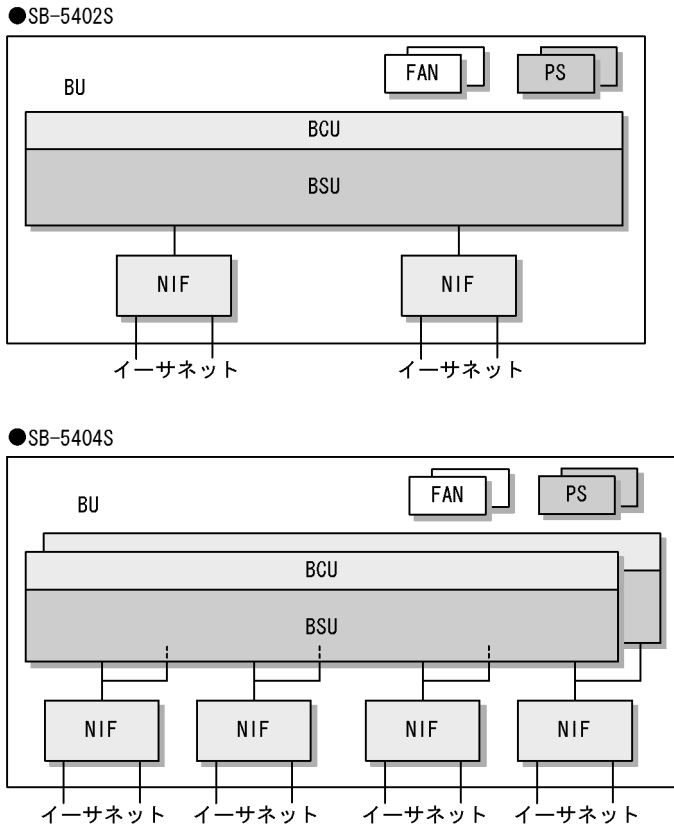 ●SB-5402S
FAN
PS
BU
BCU
BSU
NIF
NIF
イーサネット
イーサネット
●SB-5404S
FAN
PS
BU
BCU
BSU
NIF
NIF
NIF
NIF
イーサネット
イーサネット
イーサネット
イーサネット